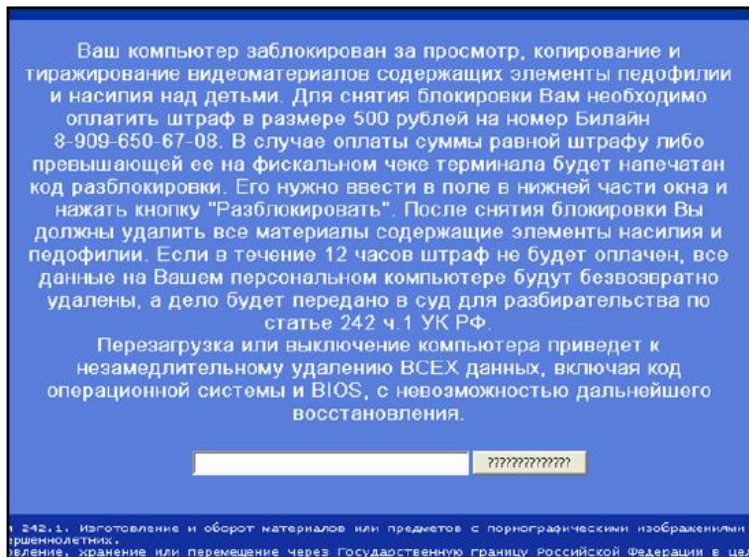 Ваш компьютер заблокирован за просмотр, копирование и
тиражирование видеоматериалов содержащих элементы педофилии
и насилия над детьми. Для снятия блокировки Вам необходимо
оплатить штраф в размере 500 рублей на номер Билайн
8-909-650-67-08. В случае оплаты суммы равной штрафу либо
превышающей ее на фискальном чеке терминала будет напечатан
код разблокировки. Его нужно ввести в поле в нижней части окна и
нажать кнопку "Разблокировать". После снятия блокировки Вы
должны удалить все материалы содержащие элементы насилия и
педофилии. Если в течение 12 часов штраф не будет оплачен, все
данные на Вашем персональном компьютере будут безвозвратно
удалены, а дело будет передано в суд для разбирательства по
статье 242 ч.1 УК РФ.
Перезагрузка или выключение компьютера приведет к
незамедлительному удалению ВСЕХ данных, включая код
операционной системы и BIOS, с невозможностью дальнейшего
восстановления.
??????????????
242.1. Изготовление и оборот материалов или предметов с порнографическими изображениями
ршеннолетних.
овление, хранение или перемещение через Государственную границу Российской Федерации в це